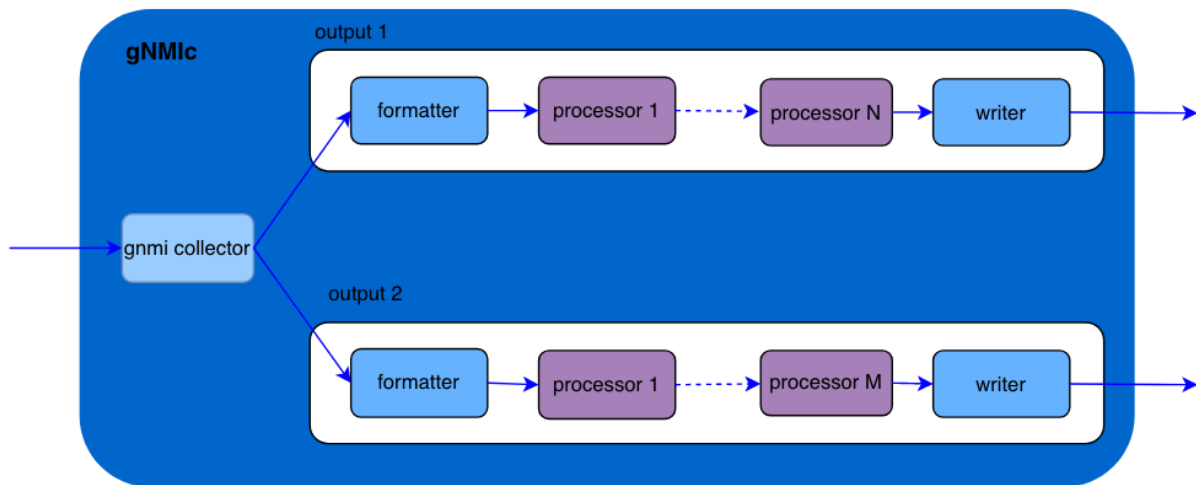 output 1
gNMIc
formatter
processor 1
processor N
writer
gnmi collector
output 2
formatter
processor 1
processor M
writer